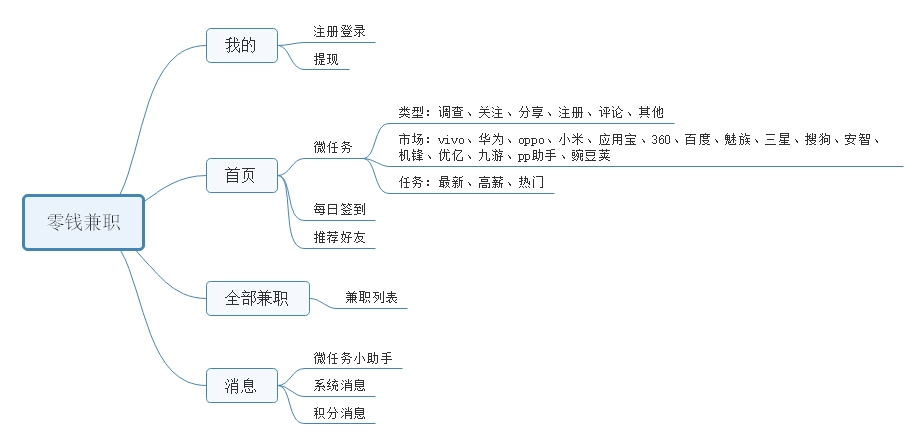 零钱兼职
我的
注册登录
提现
首页
微任务
类型：调查、关注、分享、注册、评论、其他
市场：vivo、华为、oppo、小米、应用宝、360、百度、魅族、三星、搜狗、安智、
机锋、优亿、九游、pp助手、豌豆荚
任务：最新、高薪、热门
每日签到
推荐好友
全部兼职
兼职列表
消息
微任务小助手
系统消息
积分消息